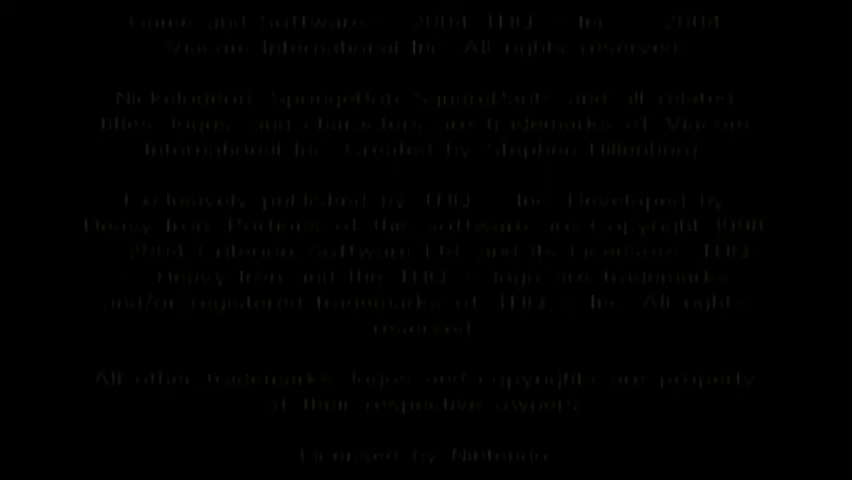 Game and Software © 2004 THQ Inc. © 2004
Viacom International Inc. All rights reserved.
Nickelodeon, SpongeBob SquarePants and all related
titles, logos, and characters are trademarks of Viacom
International Inc. Created by Stephen Hillenburg.
Exclusively published by THQ Inc. Developed by
Heavy Iron. Portions of this software are Copyright 1998
- 2004 Criterion Software Ltd. and its Licensors. THQ
Heavy Iron and the THQ logo are trademarks
and/or registered trademarks of THQ Inc. All rights
reserved.
All other trademarks, logos and copyrights are property
of their respective owners.
Licensed by Nintendo